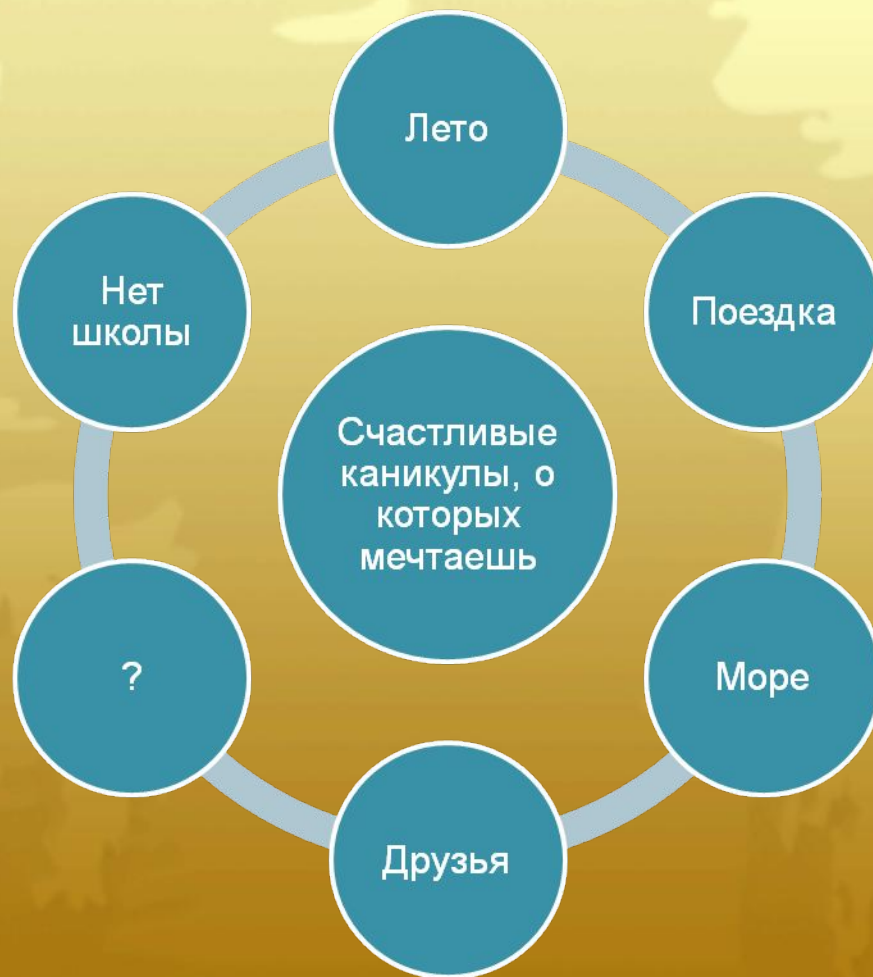 Лето
Поездка
Море
Друзья
?
Нет
школы
Счастливые
каникулы, о
которых
мечтаешь